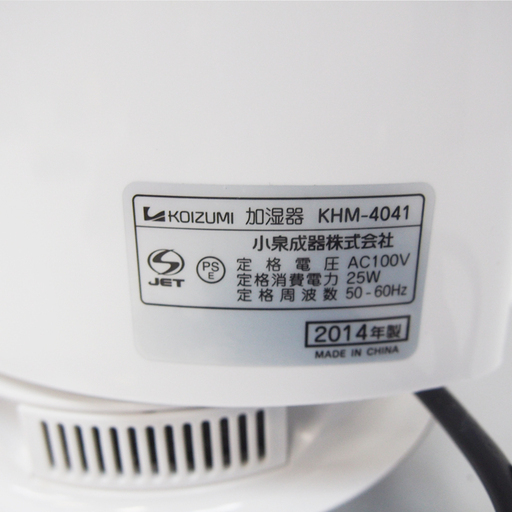 KOIZUMI 加湿器 KHM-4041
小泉成器株式会社
定格電圧 AC100V
定格消費電力 25W
定格周波数 50-60Hz
S JET
PS E
2014年製
MADE IN CHINA